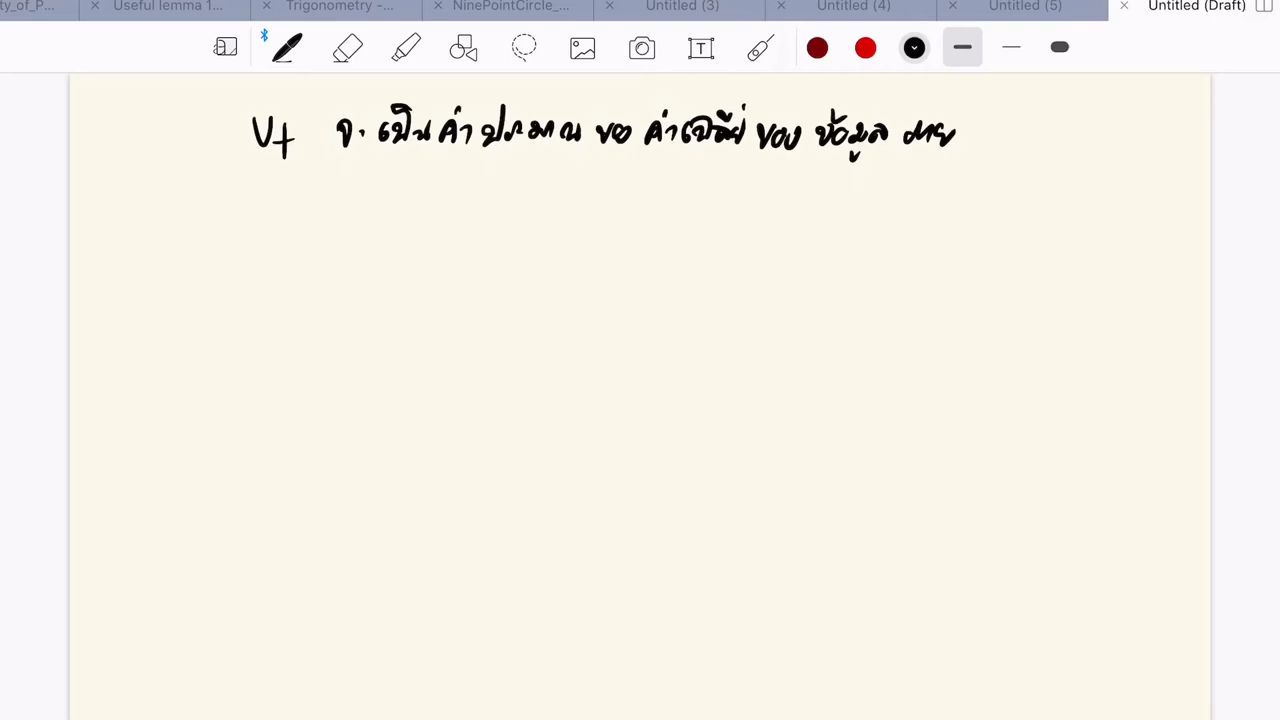 ty_of_P... Useful lemma 1... Trigonometry -... NinePointCircle_... Untitled (3) Untitled (4) Untitled (5) Untitled (Draft)
T
V+ จ. เป็น ค่า ประมาณ ขอ ค่าเฉลี่ย ของ ข้อมูล